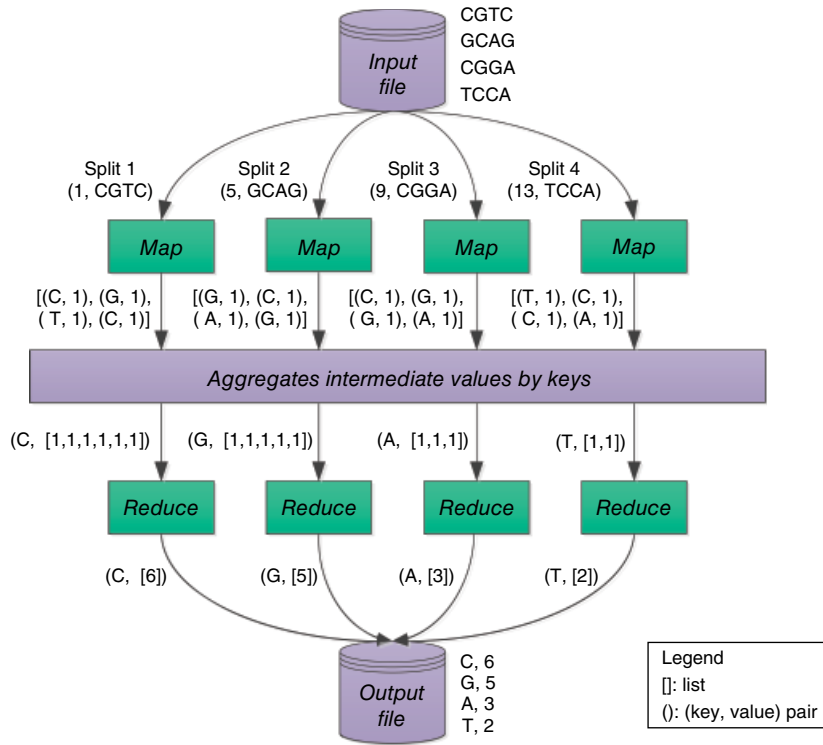 CGTC
GCAG
CGGA
TCCA
Input
file
Split 1
(1, CGTC)
Split 2
(5, GCAG)
Split 3
(9, CGGA)
Split 4
(13, TCCA)
Map
Map
Map
Map
[(C, 1), (G, 1),
( T, 1), (C, 1)]
[(G, 1), (C, 1),
( A, 1), (G, 1)]
[(C, 1), (G, 1),
( G, 1), (A, 1)]
[(T, 1), (C, 1),
( C, 1), (A, 1)]
Aggregates intermediate values by keys
(C, [1,1,1,1,1,1])
(G, [1,1,1,1,1])
(A, [1,1,1])
(T, [1,1])
Reduce
Reduce
Reduce
Reduce
(C, [6])
(G, [5])
(A, [3])
(T, [2])
Output
file
C, 6
G, 5
A, 3
T, 2
Legend
[]: list
(): (key, value) pair